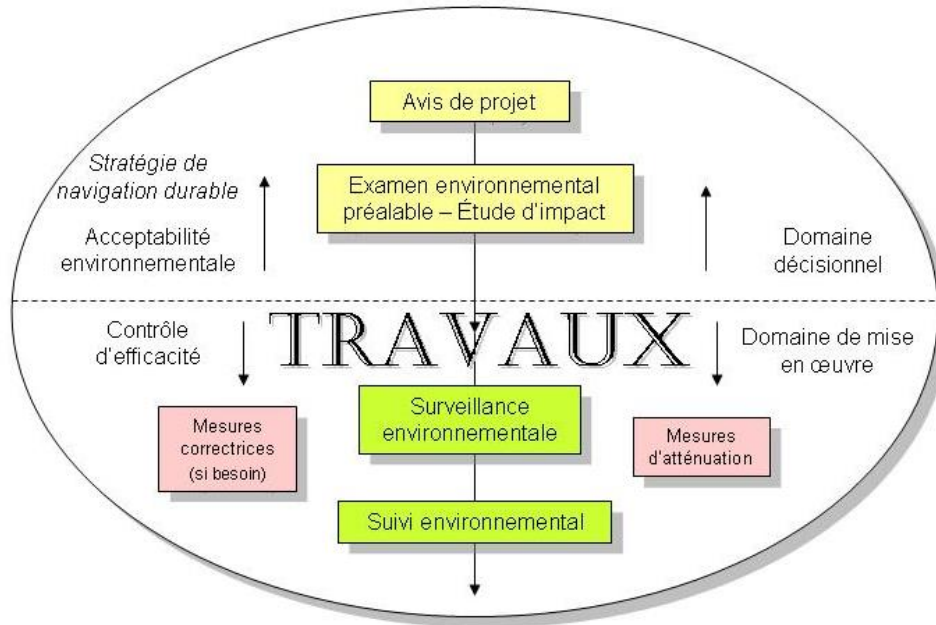 Avis de projet
Stratégie de
navigation durable
Examen environnemental
préalable – Étude d'impact
Acceptabilité
environnementale
Domaine
décisionnel
Contrôle
d'efficacité
TRAVAUX
Domaine de mise
en œuvre
Mesures
correctrices
(si besoin)
Surveillance
environnementale
Mesures
d'atténuation
Suivi environnemental